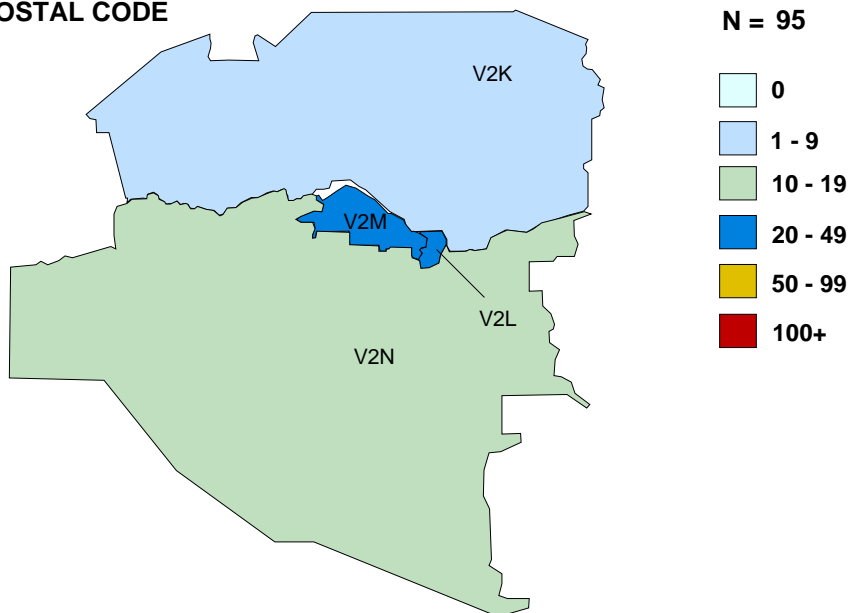 OSTAL CODE
N = 95
V2K
0
1 - 9
10 - 19
V2M
20 - 49
50 - 99
V2L
100+
V2N